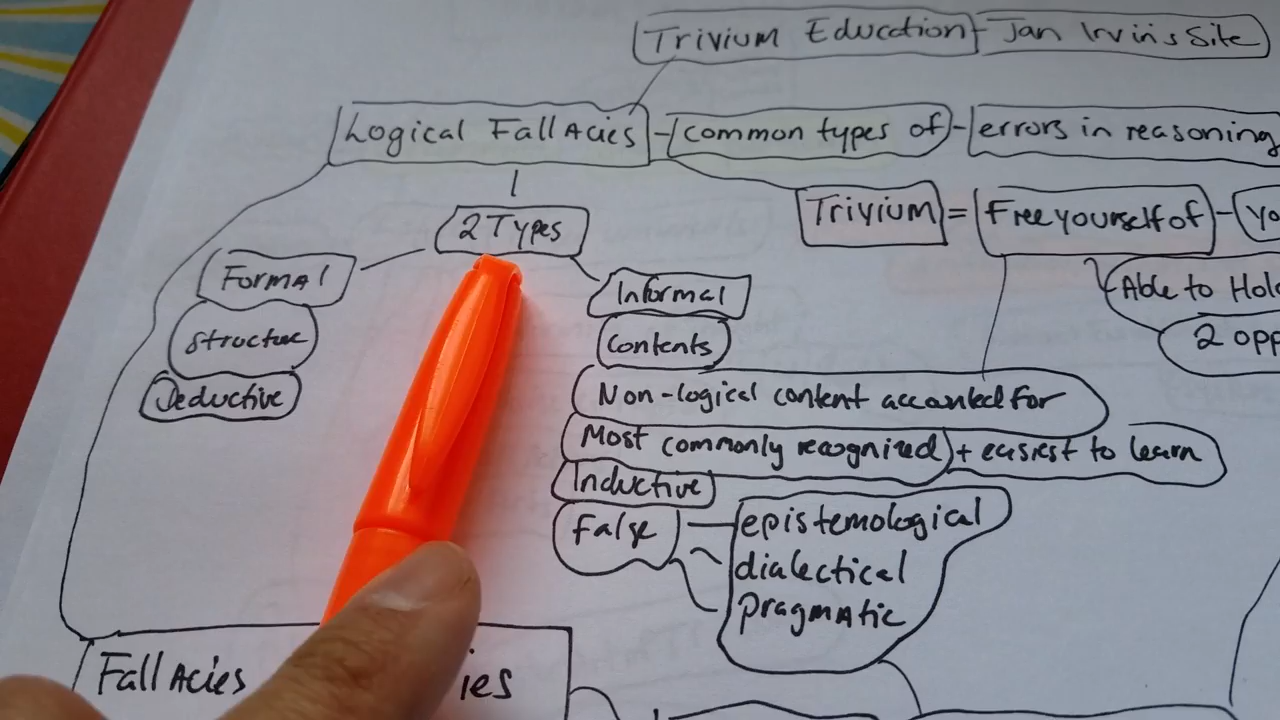 Trivium Education - Jan Irvin's Site
Logical Fallacies - common types of - errors in reasoning
2 Types
Trivium = Free yourself of - yo
Formal
Structure
Deductive
Informal
Contents
Able to Hold
2 opp
Non-logical content accounted for
Most commonly recognized + easiest to learn
Inductive
False
epistemological
dialectical
pragmatic
Fallacies
ies